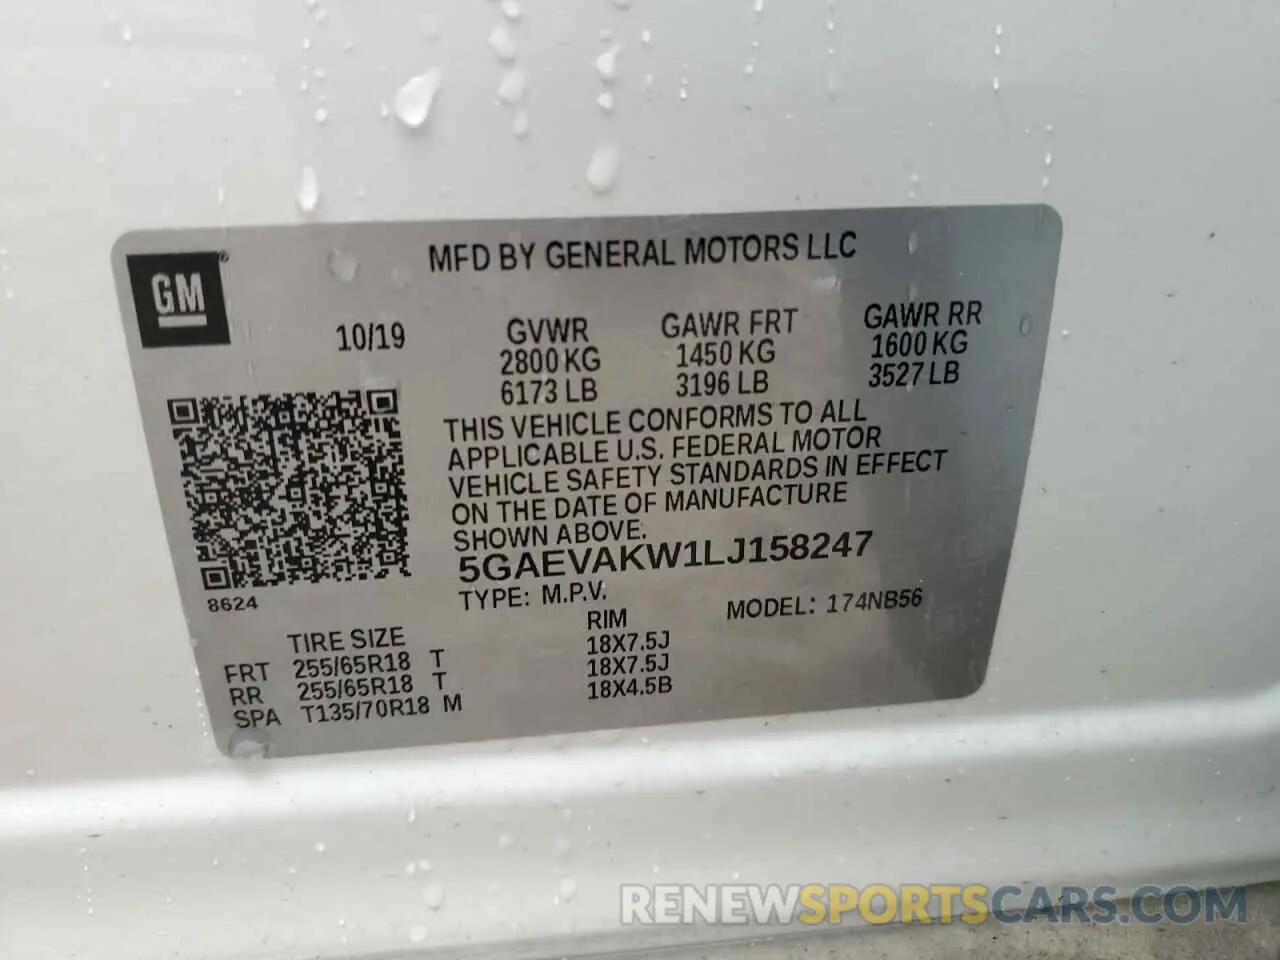 MFD BY GENERAL MOTORS LLC
GM®
10/19
GVWR GAWR FRT GAWR RR
2800 KG 1450 KG 1600 KG
6173 LB 3196 LB 3527 LB
THIS VEHICLE CONFORMS TO ALL
APPLICABLE U.S. FEDERAL MOTOR
VEHICLE SAFETY STANDARDS IN EFFECT
ON THE DATE OF MANUFACTURE
SHOWN ABOVE.
5GAEVAKW1LJ158247
8624
TYPE: M.P.V. MODEL: 174NB56
TIRE SIZE RIM
FRT 255/65R18 T 18X7.5J
RR 255/65R18 T 18X7.5J
SPA T135/70R18 M 18X4.5B
RENEWSPORTSCARS.COM